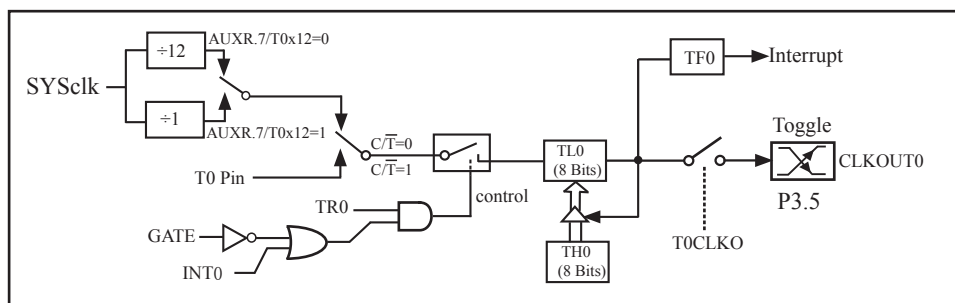 AUXR.7/T0x12=0
÷12
SYSclk
÷1
AUXR.7/T0x12=1
T0 Pin
C/T̅=0
C/T̅=1
TR0
control
GATE
INT0
TL0
(8 Bits)
TH0
(8 Bits)
TF0
Interrupt
Toggle
CLKOUT0
P3.5
T0CLKO